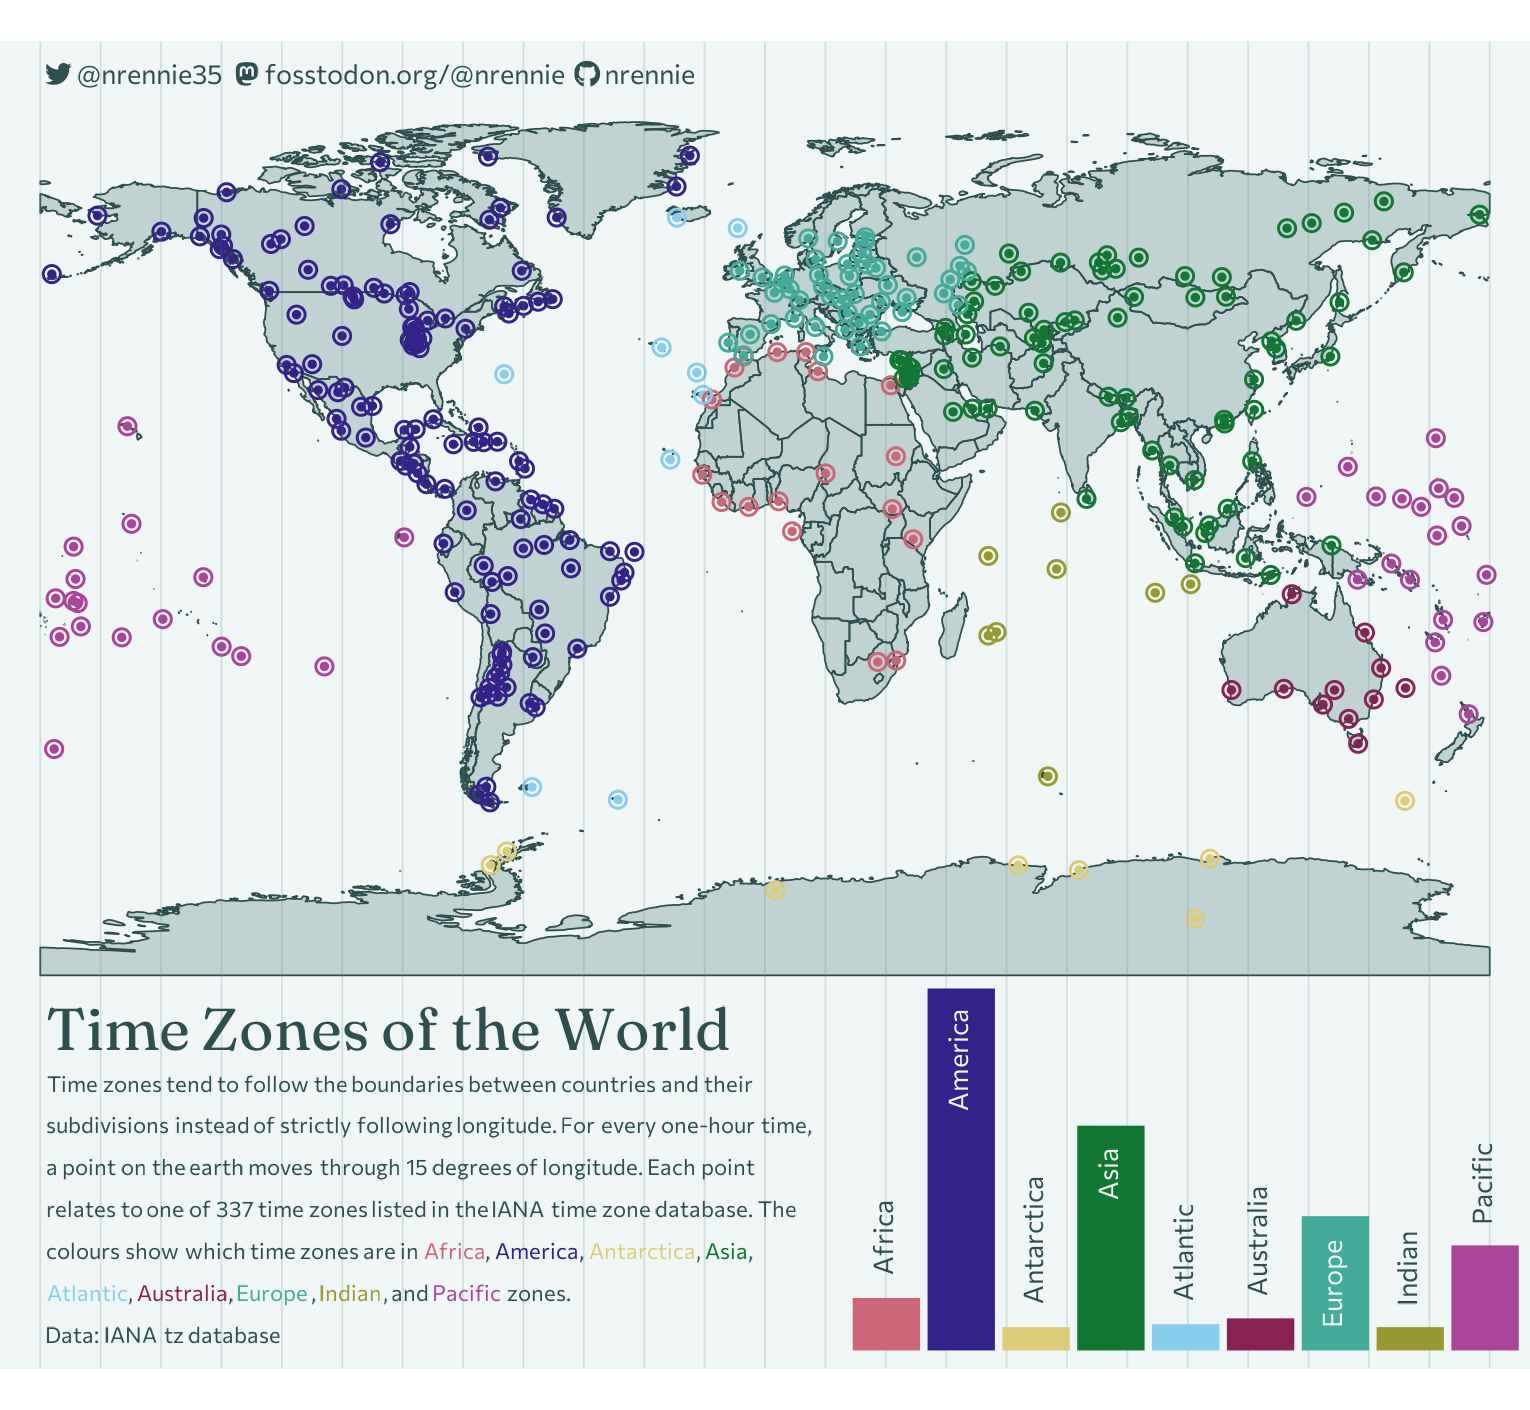 @nrennie35 fosstodon.org/@nrennie nrennie
Time Zones of the World
Time zones tend to follow the boundaries between countries and their
subdivisions instead of strictly following longitude. For every one-hour time,
a point on the earth moves through 15 degrees of longitude. Each point
relates to one of 337 time zones listed in the IANA time zone database. The
colours show which time zones are in Africa, America, Antarctica, Asia,
Atlantic, Australia, Europe, Indian, and Pacific zones.
Data: IANA tz database
Africa
America
Antarctica
Asia
Atlantic
Australia
Europe
Indian
Pacific